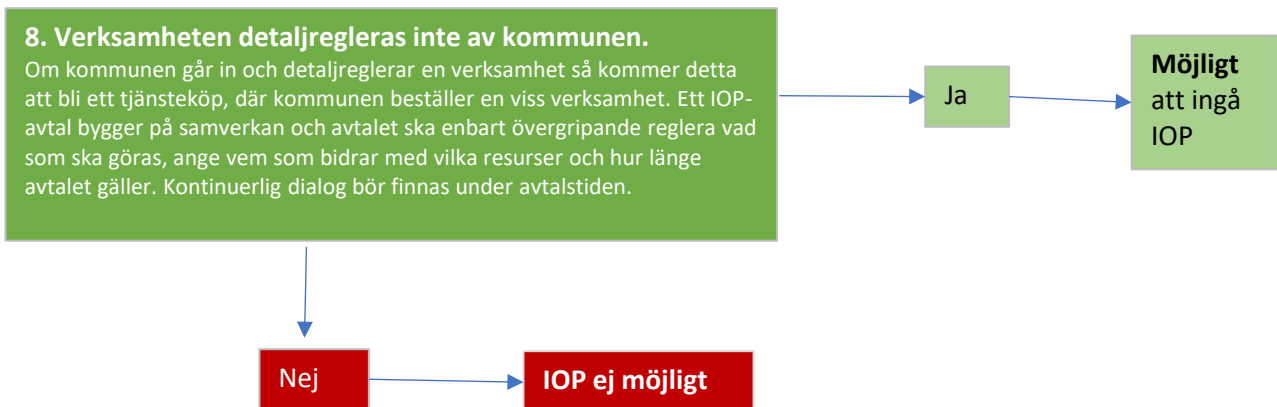 8. Verksamheten detaljregleras inte av kommunen.
Om kommunen går in och detaljreglerar en verksamhet så kommer detta
att bli ett tjänsteköp, där kommunen beställer en viss verksamhet. Ett IOP-
avtal bygger på samverkan och avtalet ska enbart övergripande reglera vad
som ska göras, ange vem som bidrar med vilka resurser och hur länge
avtalet gäller. Kontinuerlig dialog bör finnas under avtalstiden.
Ja
Möjligt
att ingå
IOP
Nej
IOP ej möjligt